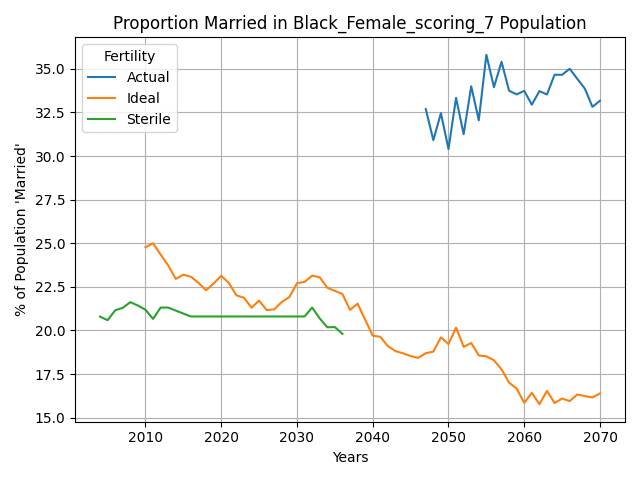 Proportion Married in Black_Female_scoring_7 Population
Fertility
Actual
Ideal
Sterile
% of Population 'Married'
35.0
32.5
30.0
27.5
25.0
22.5
20.0
17.5
15.0
2010 2020 2030 2040 2050 2060 2070
Years